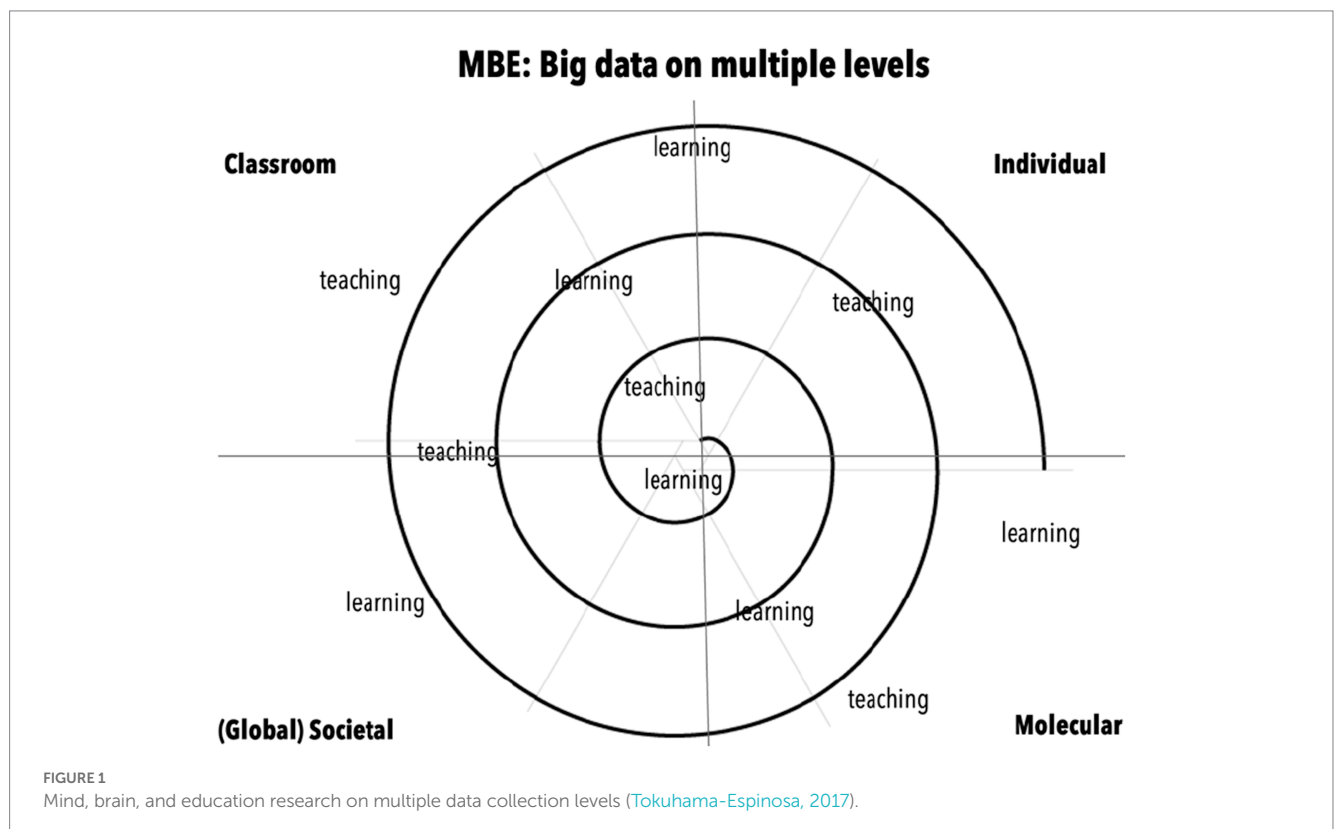 MBE: Big data on multiple levels
learning
Classroom
Individual
teaching
learning
teaching
teaching
teaching
learning
learning
learning
learning
teaching
(Global) Societal
Molecular
FIGURE 1
Mind, brain, and education research on multiple data collection levels (Tokuhama-Espinosa, 2017).